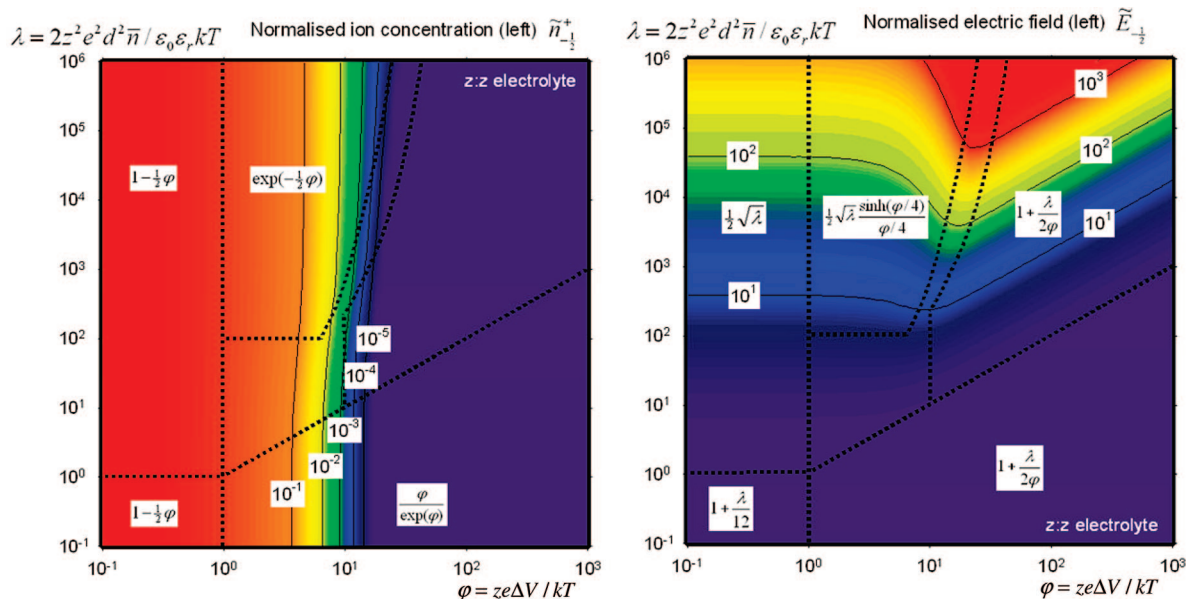 λ = 2z²e²d²n̄ / ε₀εᵣkT Normalised ion concentration (left) ñ⁺₋½
z:z electrolyte
10⁶
10⁵
10⁴
10³
10²
10¹
10⁰
10⁻¹
1−½φ
exp(−½φ)
1−½φ
φ/exp(φ)
10⁻⁵
10⁻⁴
10⁻³
10⁻²
10⁻¹
10⁻¹ 10⁰ 10¹ 10² 10³
φ = zeΔV / kT
λ = 2z²e²d²n̄ / ε₀εᵣkT Normalised electric field (left) Ẽ₋½
z:z electrolyte
10⁶
10⁵
10⁴
10³
10²
10¹
10⁰
10⁻¹
10³
10²
10²
10¹
10¹
½√λ
½√λ sinh(φ/4)/φ/4
1+λ/2φ
1+λ/12
1+λ/2φ
10⁻¹ 10⁰ 10¹ 10² 10³
φ = zeΔV / kT